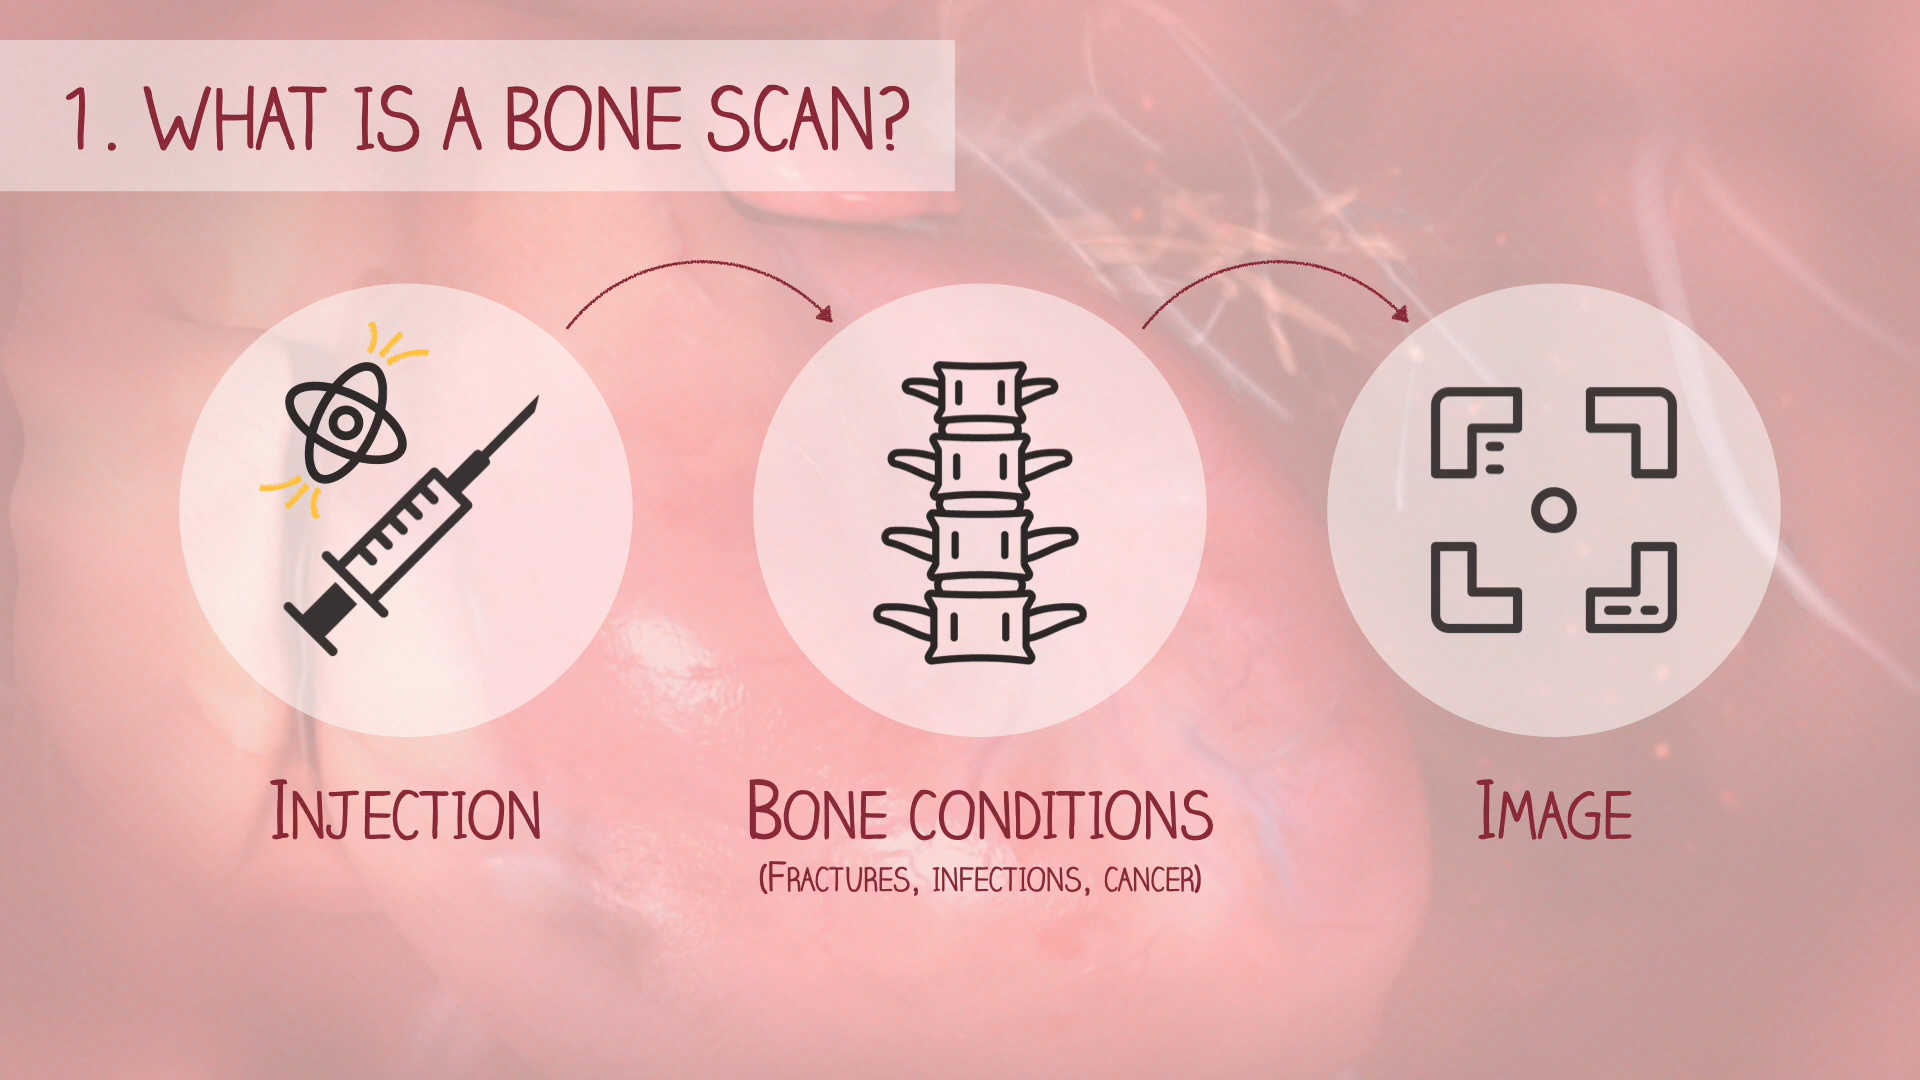 1. WHAT IS A BONE SCAN?
INJECTION
BONE CONDITIONS
(FRACTURES, INFECTIONS, CANCER)
IMAGE